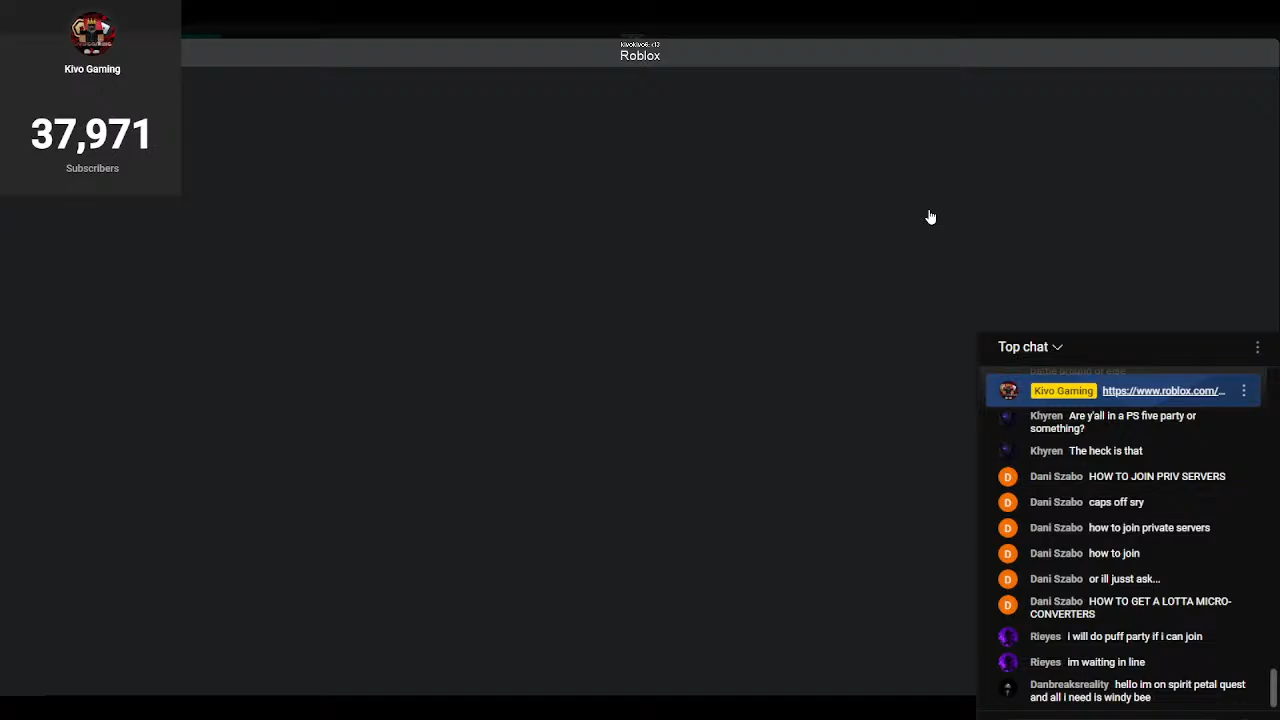 Kivo Gaming
37,971
Subscribers
Roblox
Top chat
Kivo Gaming https://www.roblox.com/...
Khyren Are y'all in a PS five party or
something?
Khyren The heck is that
Dani Szabo HOW TO JOIN PRIV SERVERS
Dani Szabo caps off sry
Dani Szabo how to join private servers
Dani Szabo how to join
Dani Szabo or ill jusst ask...
Dani Szabo HOW TO GET A LOTTA MICRO-
CONVERTERS
Rieyes i will do puff party if i can join
Rieyes im waiting in line
Danbreaksreality hello im on spirit petal quest
and all i need is windy bee